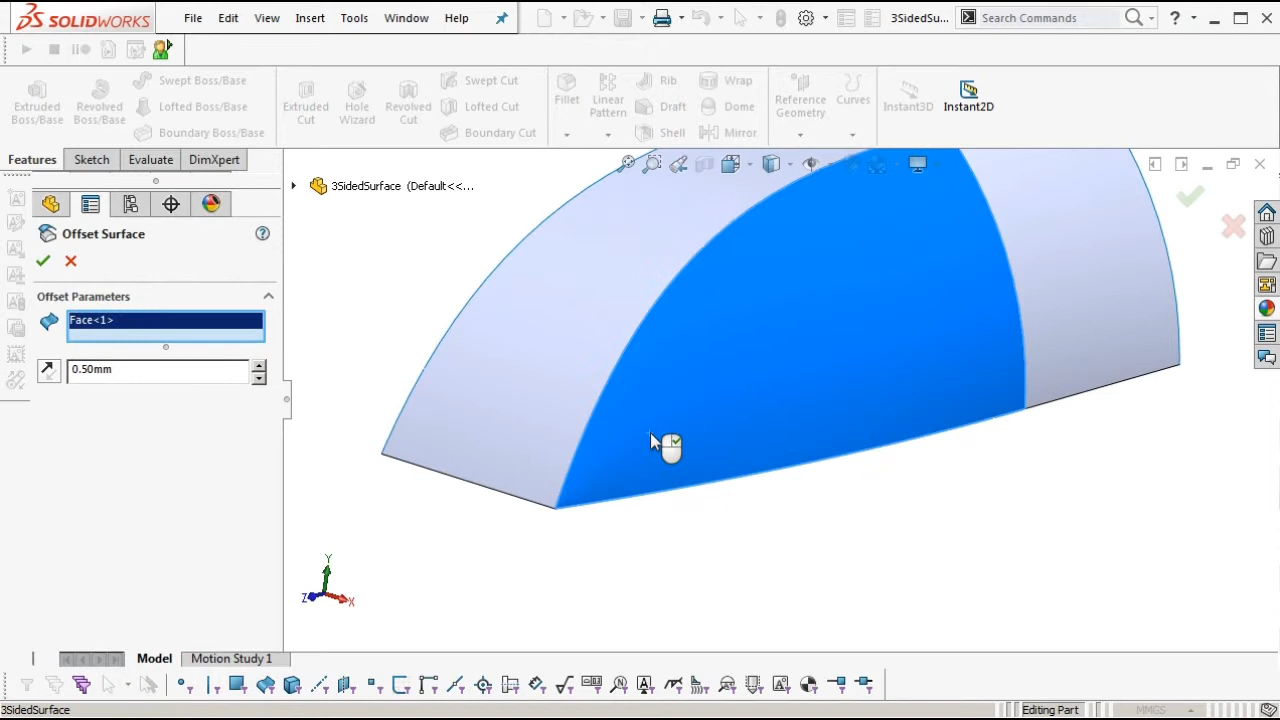 SOLIDWORKS File Edit View Insert Tools Window Help 3SidedSu... Search Commands ?
Extruded Boss/Base Revolved Boss/Base Swept Boss/Base Lofted Boss/Base Boundary Boss/Base Extruded Cut Hole Wizard Revolved Cut Swept Cut Lofted Cut Boundary Cut Fillet Linear Pattern Rib Draft Shell Wrap Dome Mirror Reference Geometry Curves Instant3D Instant2D
Features Sketch Evaluate DimXpert
3SidedSurface (Default<<...
Offset Surface ?
Offset Parameters
Face<1>
0.50mm
Y
Z X
Model Motion Study 1
3SidedSurface Editing Part MMGS